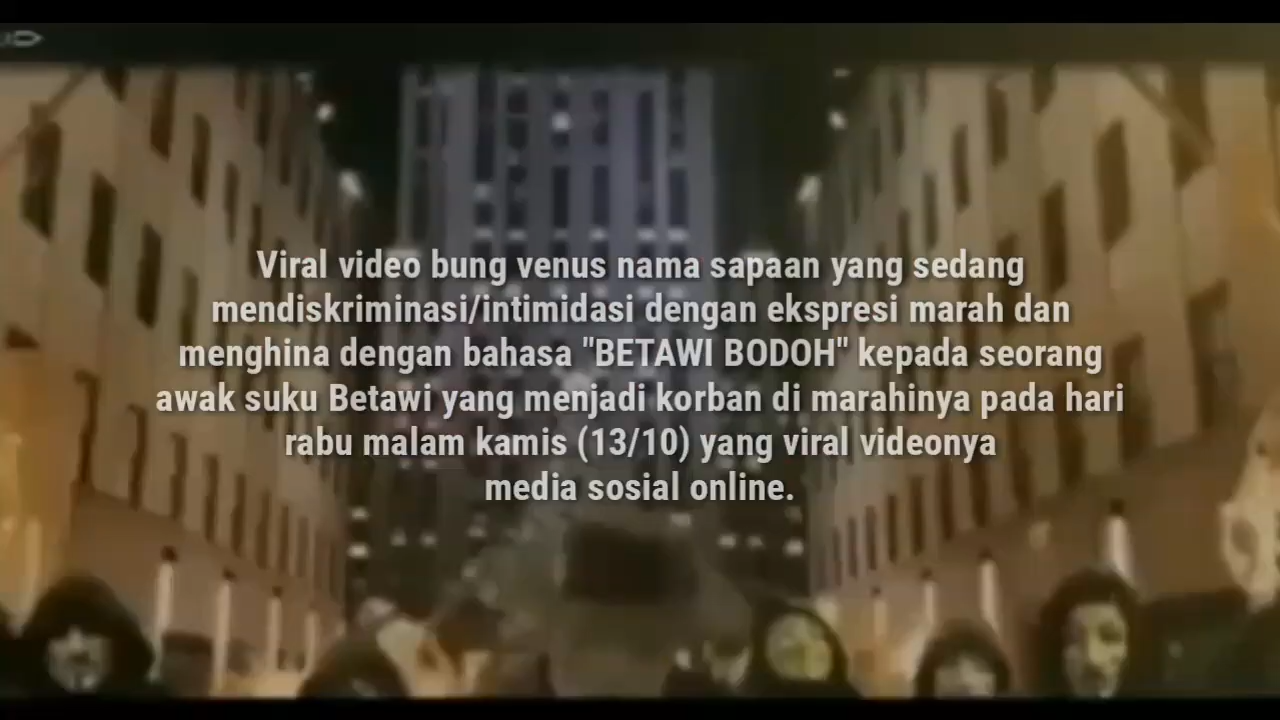 Viral video bung venus nama sapaan yang sedang
mendiskriminasi/intimidasi dengan ekspresi marah dan
menghina dengan bahasa "BETAWI BODOH" kepada seorang
awak suku Betawi yang menjadi korban di marahinya pada hari
rabu malam kamis (13/10) yang viral videonya
media sosial online.